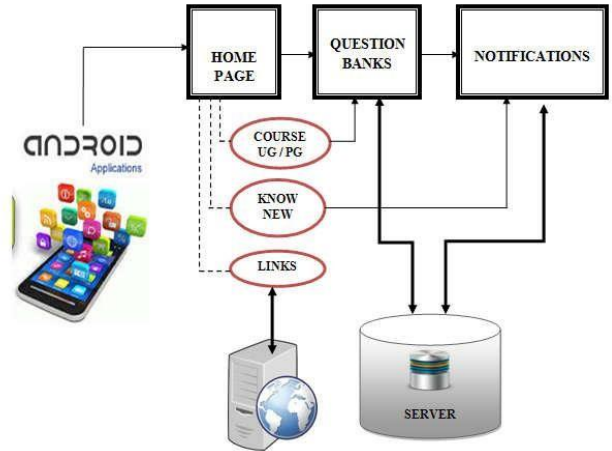 HOME
PAGE
QUESTION
BANKS
NOTIFICATIONS
ANDROID
Applications
COURSE
UG / PG
KNOW
NEW
LINKS
SERVER